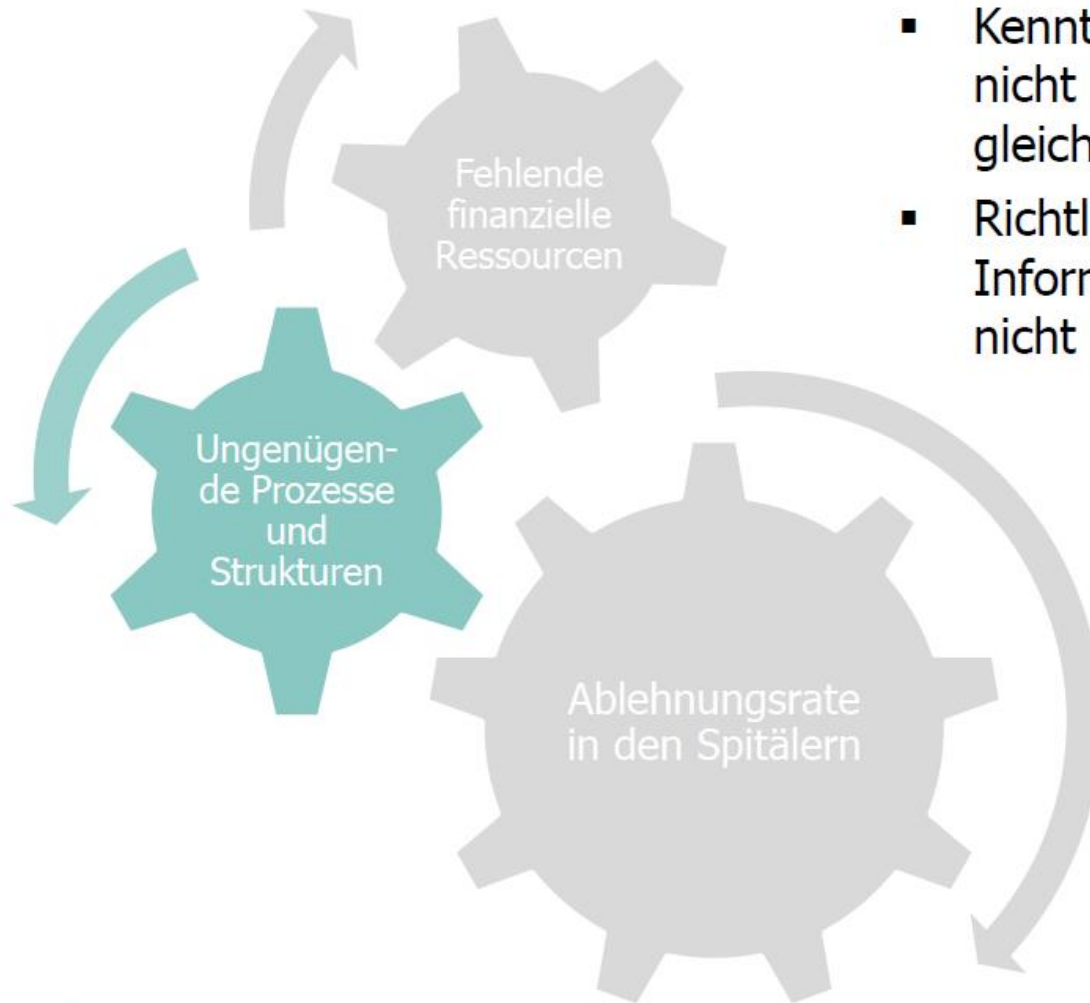 Fehlende
finanzielle
Ressourcen
Ungenügen-
de Prozesse
und
Strukturen
Ablehnungsrate
in den Spitälern
▪ Kennt
nicht
gleich
▪ Richtl
Inforr
nicht